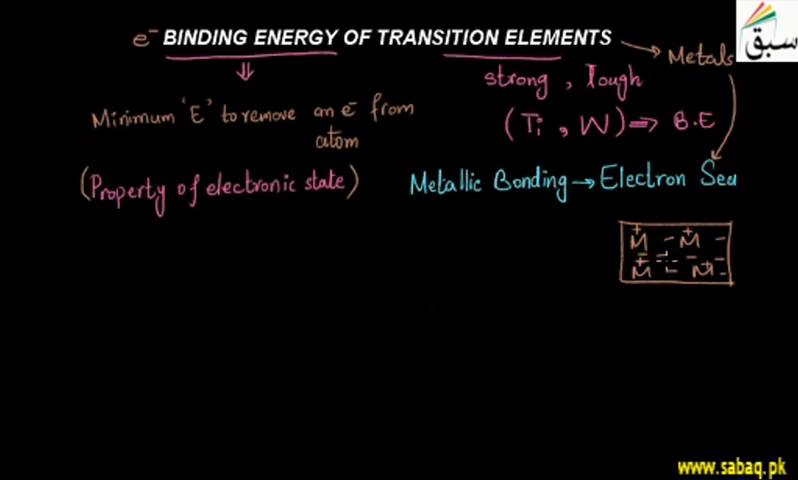 e⁻ BINDING ENERGY OF TRANSITION ELEMENTS → Metals
سبق
strong , Tough
Minimum 'E' to remove an e⁻ from atom
(Ti , W) ⇒ B.E
(Property of electronic state)
Metallic Bonding → Electron Sea
M⁺ - M⁺ -
M⁺ - M⁺ -
www.sabaq.pk